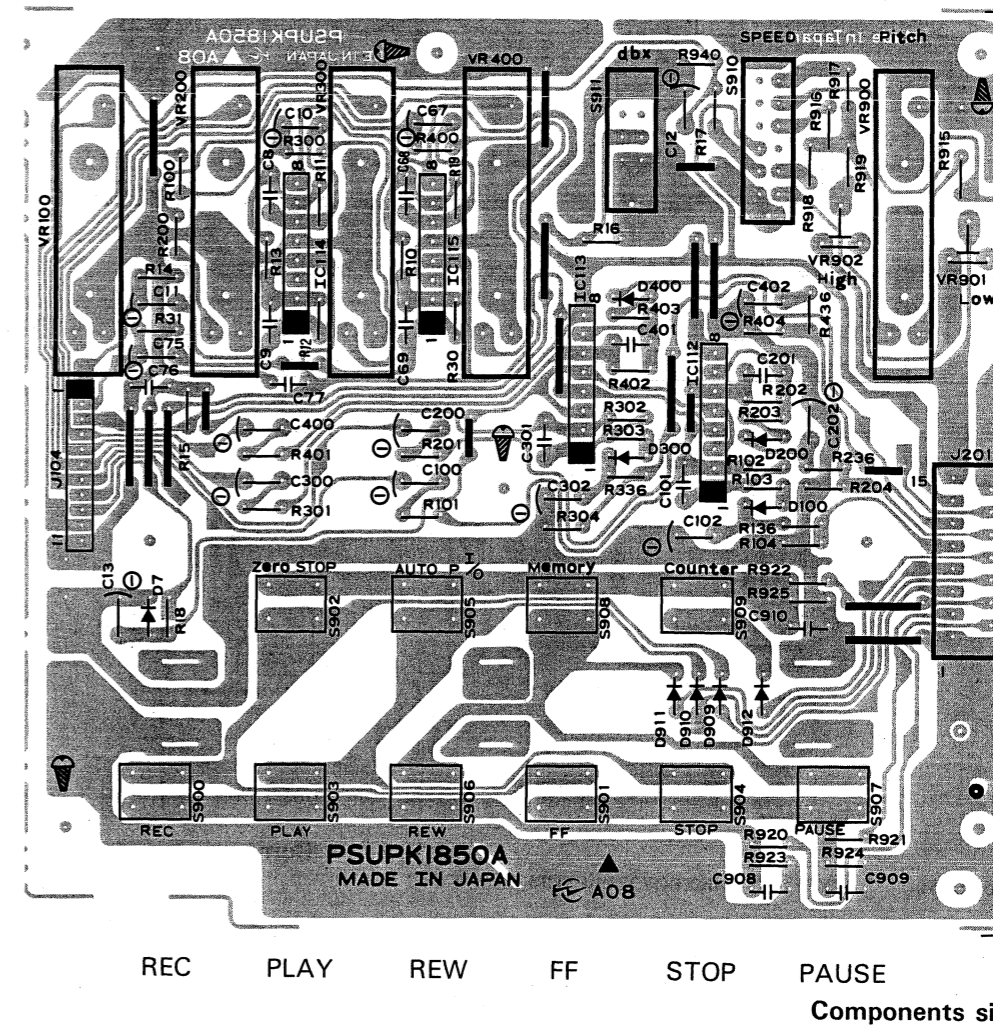 PSUPK1850A
A08
SPEED
Pitch
dbx
R940
S910
VR200
VR300
VR400
S911
R917
R916
VR900
C10
R300
C67
R400
C12
R17
R915
C8
R11
C68
R19
R919
R918
R100
VR100
R200
R16
R14
R13
IC114
R10
IC115
IC113
VR902
High
VR901
Low
C11
R31
D400
R403
C402
R404
R436
C401
C75
C9
R12
C69
R30
IC112
C201
C76
C77
R402
R202
R302
R203
C400
C200
R303
D300
C202
R401
R201
C301
D200
R236
J201
R15
R102
C300
C100
R336
C101
R103
R204
15
J104
C302
D100
R301
R101
R304
C102
R136
R104
11
C13
D7
R18
Zero STOP
AUTO P
Memory
Counter
R922
R925
C910
S902
S905
S908
S909
1
D911
D910
D909
D912
S900
S903
S906
S901
S904
S907
REC
PLAY
REW
FF
STOP
PAUSE
R920
R921
R923
R924
C908
C909
PSUPK1850A
MADE IN JAPAN
A08
REC PLAY REW FF STOP PAUSE
Components si